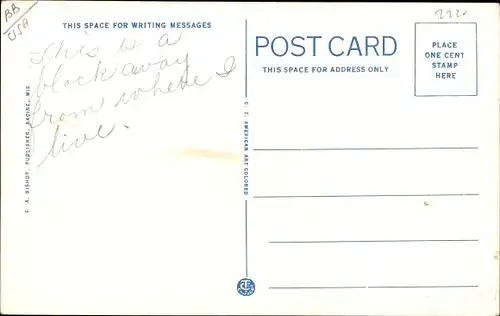 BB
USA
THIS SPACE FOR WRITING MESSAGES
This is a
block away
from where I
live.
E. A. BISHOP, PUBLISHER, RACINE, WIS.
C. T. AMERICAN ART COLORED
POST CARD
THIS SPACE FOR ADDRESS ONLY
222.
PLACE
ONE CENT
STAMP
HERE